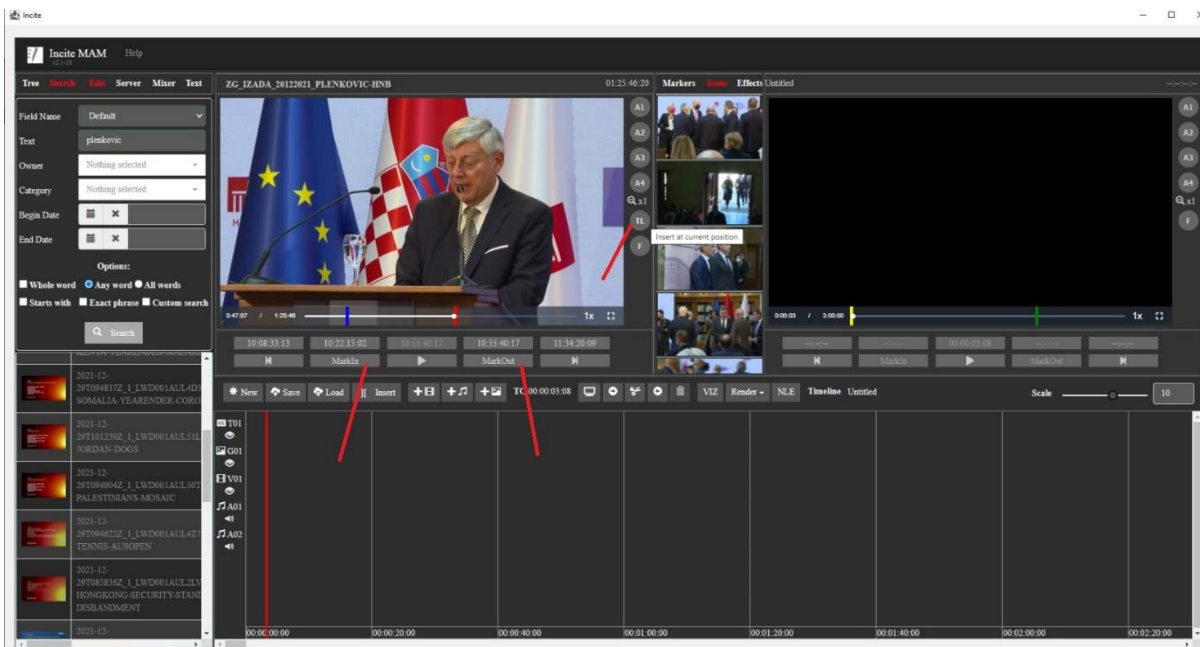 Incite
Incite MAM
Help
Tree Search Edit Server Mixer Text
ZG_IZADA_20122021_PLENKOVIC-HNB
01:25:46:20
Markers Icons Effects
Untitled
--:--:--:--
Field Name
Default
Text
plenkovic
Owner
Nothing selected
Category
Nothing selected
Begin Date
End Date
Options:
Whole word Any word All words
Starts with Exact phrase Custom search
Search
A1
A2
A3
A4
x1
TL
F
Insert at current position
A1
A2
A3
A4
x1
F
0:47:07 / 1:25:46
1x
0:00:03 / 3:00:00
1x
10:08:33:13 10:22:15:02 10:55:40:17 10:55:40:17 11:34:20:09
MarkIn MarkOut
--:--:-- --:--:-- 00:00:03:08 --:--:-- --:--:--
MarkIn MarkOut
New Save Load Insert TC 00:00:03:08 VIZ Render NLE Timeline Untitled Scale 10
2021-12-
29T094837Z_1_LWD001AUL4D3
SOMALIA-YEARENDER-CORO
2021-12-
29T101239Z_1_LWD001AUL51L
JORDAN-DOGS
2021-12-
29T094904Z_1_LWD001AUL50T
PALESTINIANS-MOSAIC
2021-12-
29T094622Z_1_LWD001AUL4Z7
TENNIS-AUSOPEN
2021-12-
29T085836Z_1_LWD001AUL2LV
HONGKONG-SECURITY-STAND
DISBANDMENT
2021-12-
T01
G01
V01
A01
A02
00:00:00:00 00:00:20:00 00:00:40:00 00:01:00:00 00:01:20:00 00:01:40:00 00:02:00:00 00:02:20:00